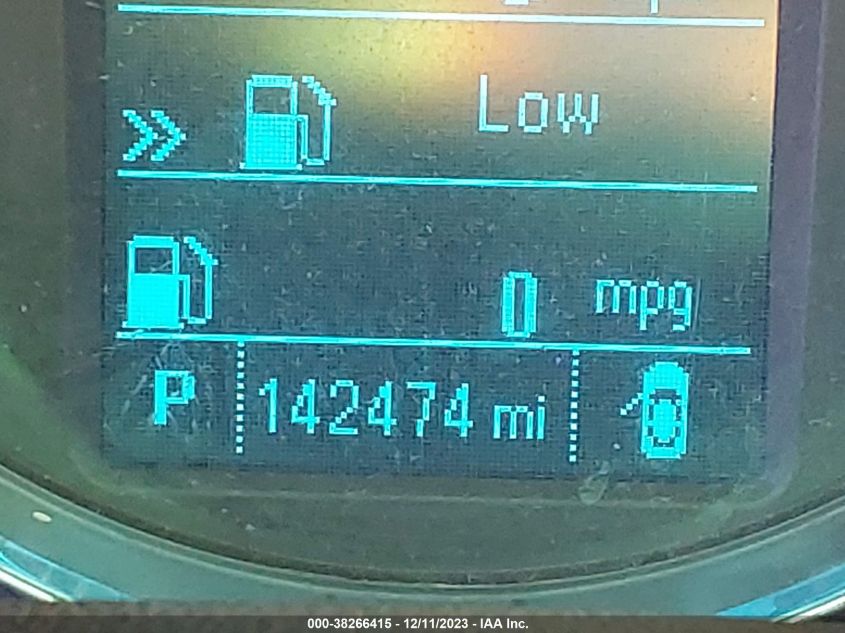 Low
0 mpg
P 142474 mi
000-38266415 - 12/11/2023 - IAA Inc.